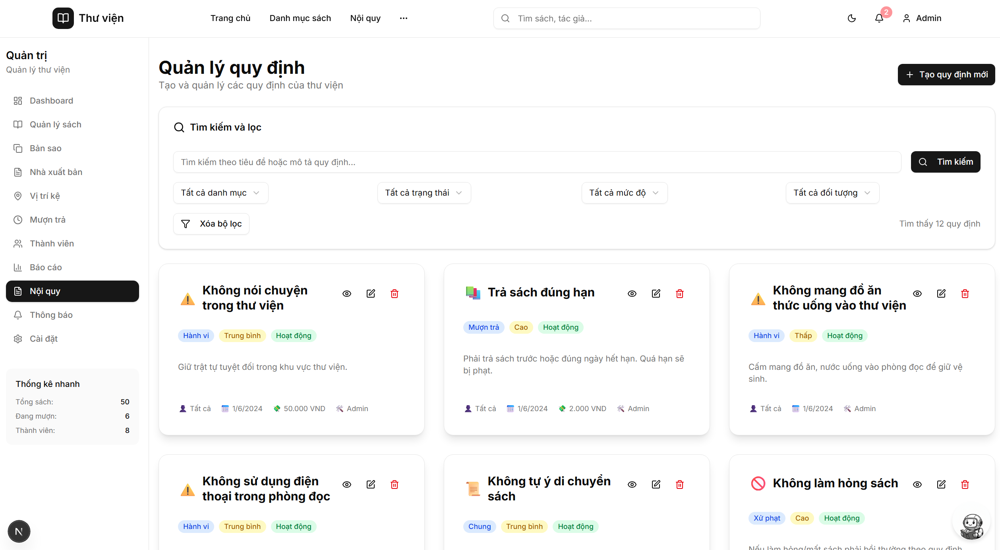 Thư viện
Trang chủ
Danh mục sách
Nội quy
Tìm sách, tác giả...
2
Admin
Quản trị
Quản lý thư viện
Dashboard
Quản lý sách
Bản sao
Nhà xuất bản
Vị trí kệ
Mượn trả
Thành viên
Báo cáo
Nội quy
Thông báo
Cài đặt
Thống kê nhanh
Tổng sách: 50
Đang mượn: 6
Thành viên: 8
N
Quản lý quy định
Tạo và quản lý các quy định của thư viện
Tạo quy định mới
Tìm kiếm và lọc
Tìm kiếm theo tiêu đề hoặc mô tả quy định...
Tìm kiếm
Tất cả danh mục
Tất cả trạng thái
Tất cả mức độ
Tất cả đối tượng
Xóa bộ lọc
Tìm thấy 12 quy định
Không nói chuyện
trong thư viện
Hành vi
Trung bình
Hoạt động
Giữ trật tự tuyệt đối trong khu vực thư viện.
Tất cả
1/6/2024
50.000 VND
Admin
Trả sách đúng hạn
Mượn trả
Cao
Hoạt động
Phải trả sách trước hoặc đúng ngày hết hạn. Quá hạn sẽ
bị phạt.
Tất cả
1/6/2024
2.000 VND
Admin
Không mang đồ ăn
thức uống vào thư viện
Hành vi
Thấp
Hoạt động
Cấm mang đồ ăn, nước uống vào phòng đọc để giữ vệ
sinh.
Tất cả
1/6/2024
Admin
Không sử dụng điện
thoại trong phòng đọc
Hành vi
Trung bình
Hoạt động
Không tự ý di chuyển
sách
Chung
Trung bình
Hoạt động
Không làm hỏng sách
Xử phạt
Cao
Hoạt động
Nếu làm hỏng/mất sách phải bồi thường theo quy định